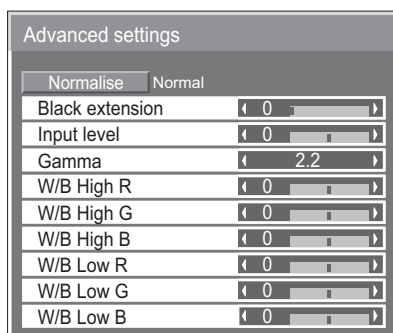 Advanced settings
Normalise Normal
Black extension 0
Input level 0
Gamma 2.2
W/B High R 0
W/B High G 0
W/B High B 0
W/B Low R 0
W/B Low G 0
W/B Low B 0